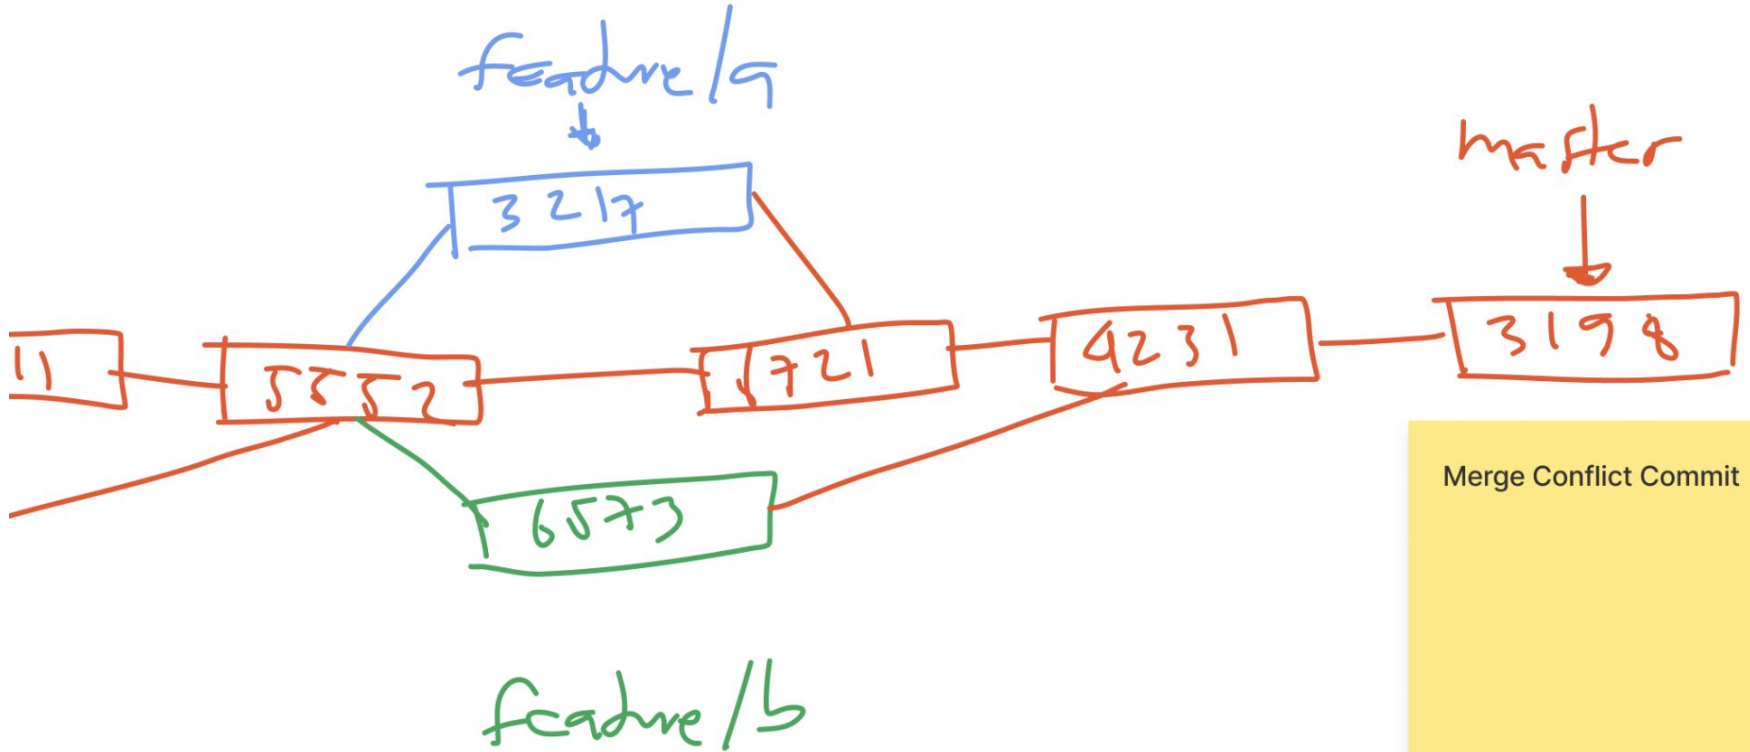 feature/a
master
3217
11
5552
1721
4231
3198
Merge Conflict Commit
6573
feature/b